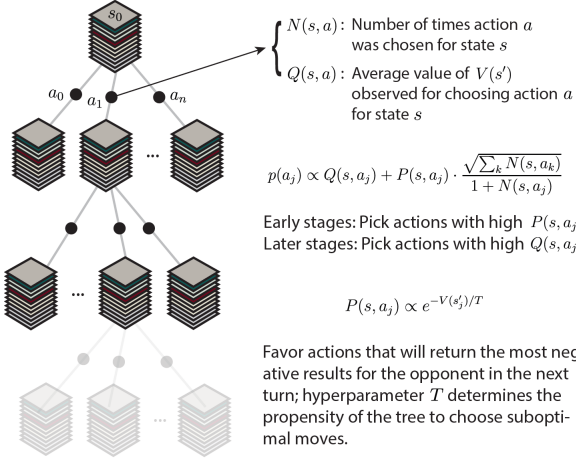 s₀
a₀
a₁
aₙ
...
...
...
N(s, a): Number of times action a
was chosen for state s
Q(s, a): Average value of V(s′)
observed for choosing action a
for state s
p(aⱼ) ∝ Q(s, aⱼ) + P(s, aⱼ) · √(∑ₖ N(s, aₖ)) / (1 + N(s, aⱼ))
Early stages: Pick actions with high P(s, aⱼ
Later stages: Pick actions with high Q(s, aⱼ
P(s, aⱼ) ∝ e^(−V(s′ⱼ)/T)
Favor actions that will return the most neg
ative results for the opponent in the next
turn; hyperparameter T determines the
propensity of the tree to choose subopti-
mal moves.